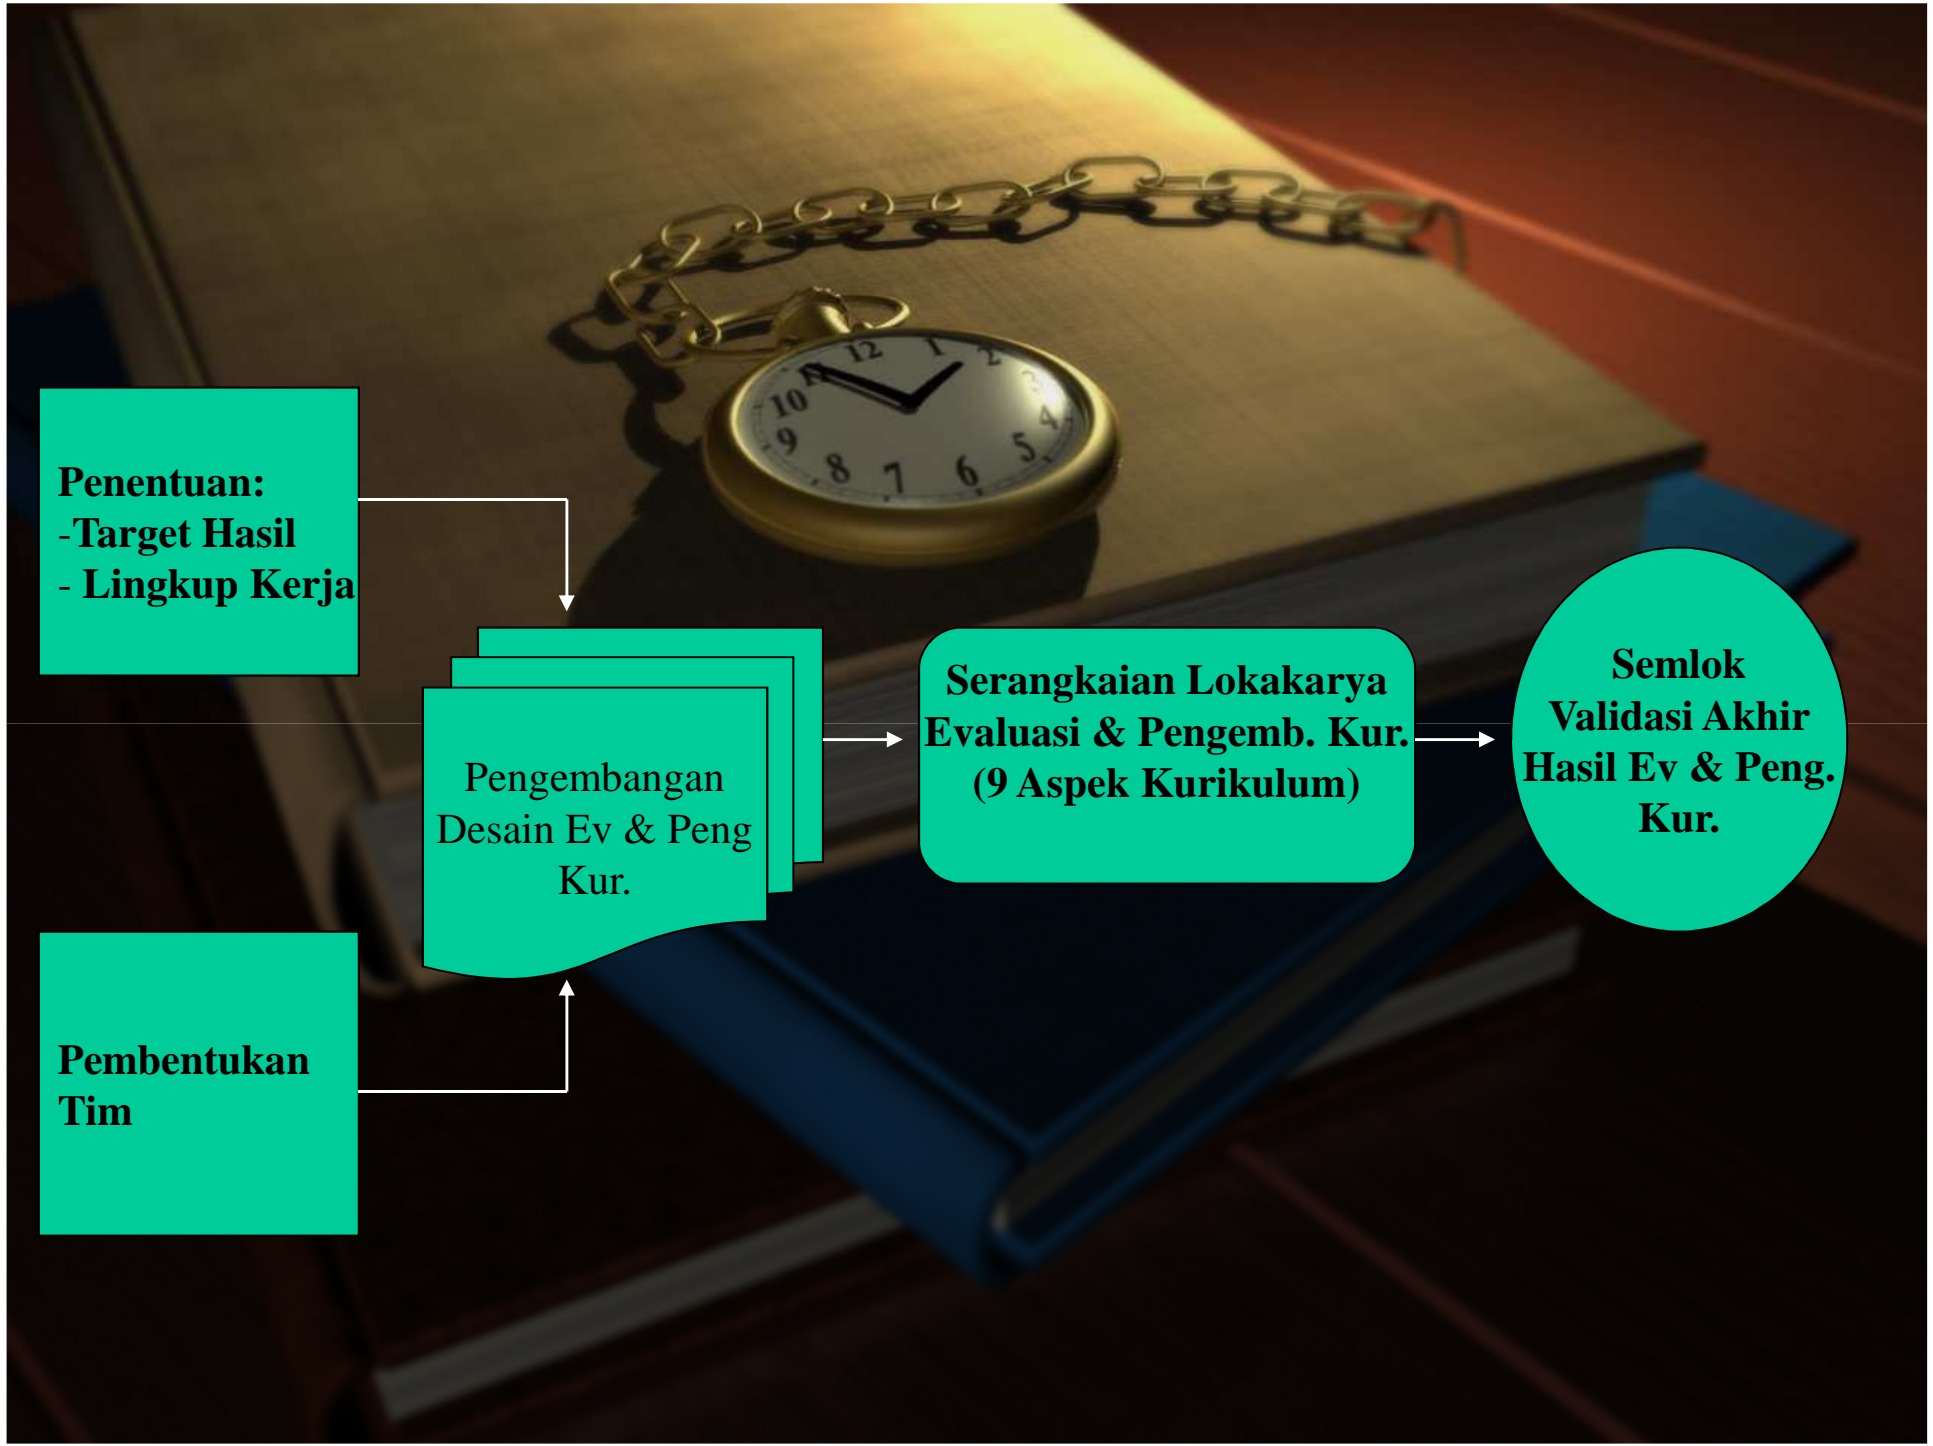 Penentuan:
-Target Hasil
- Lingkup Kerja
Pengembangan
Desain Ev & Peng
Kur.
Serangkaian Lokakarya
Evaluasi & Pengemb. Kur.
(9 Aspek Kurikulum)
Semlok
Validasi Akhir
Hasil Ev & Peng.
Kur.
Pembentukan
Tim
12
1
2
3
4
5
6
7
8
9
10
11